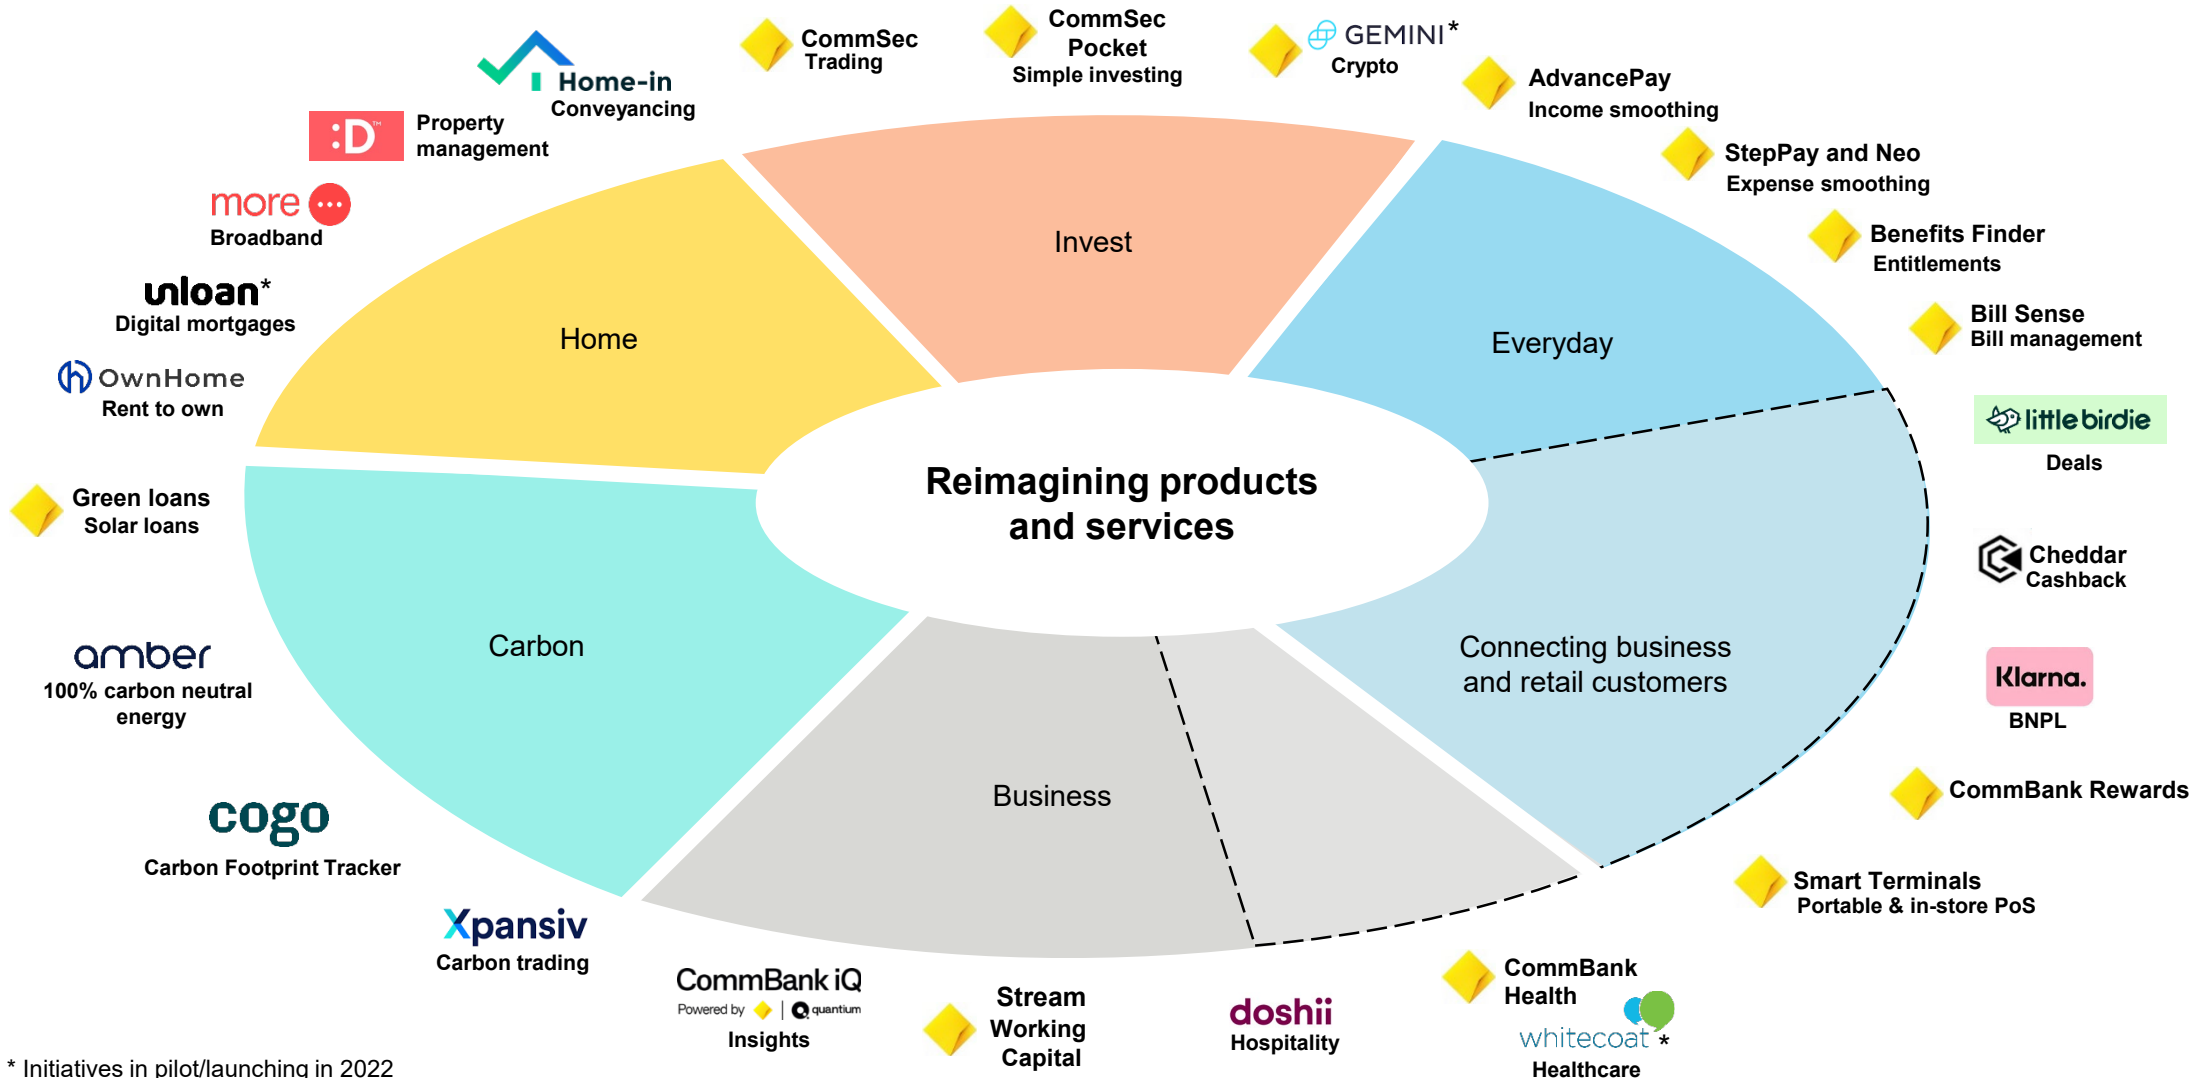 CommSec
Trading
CommSec
Pocket
Simple investing
GEMINI*
Crypto
AdvancePay
Income smoothing
StepPay and Neo
Expense smoothing
Benefits Finder
Entitlements
Bill Sense
Bill management
littlebirdie
Deals
Cheddar
Cashback
Klarna.
BNPL
CommBank Rewards
Smart Terminals
Portable & in-store PoS
CommBank
Health
whitecoat *
Healthcare
doshii
Hospitality
Stream
Working
Capital
CommBank iQ
Powered by | quantium
Insights
Xpansiv
Carbon trading
cogo
Carbon Footprint Tracker
amber
100% carbon neutral
energy
Green loans
Solar loans
OwnHome
Rent to own
unloan*
Digital mortgages
more
Broadband
:D™
Property
management
Home-in
Conveyancing
Invest
Everyday
Home
Reimagining products
and services
Carbon
Connecting business
and retail customers
Business
* Initiatives in pilot/launching in 2022